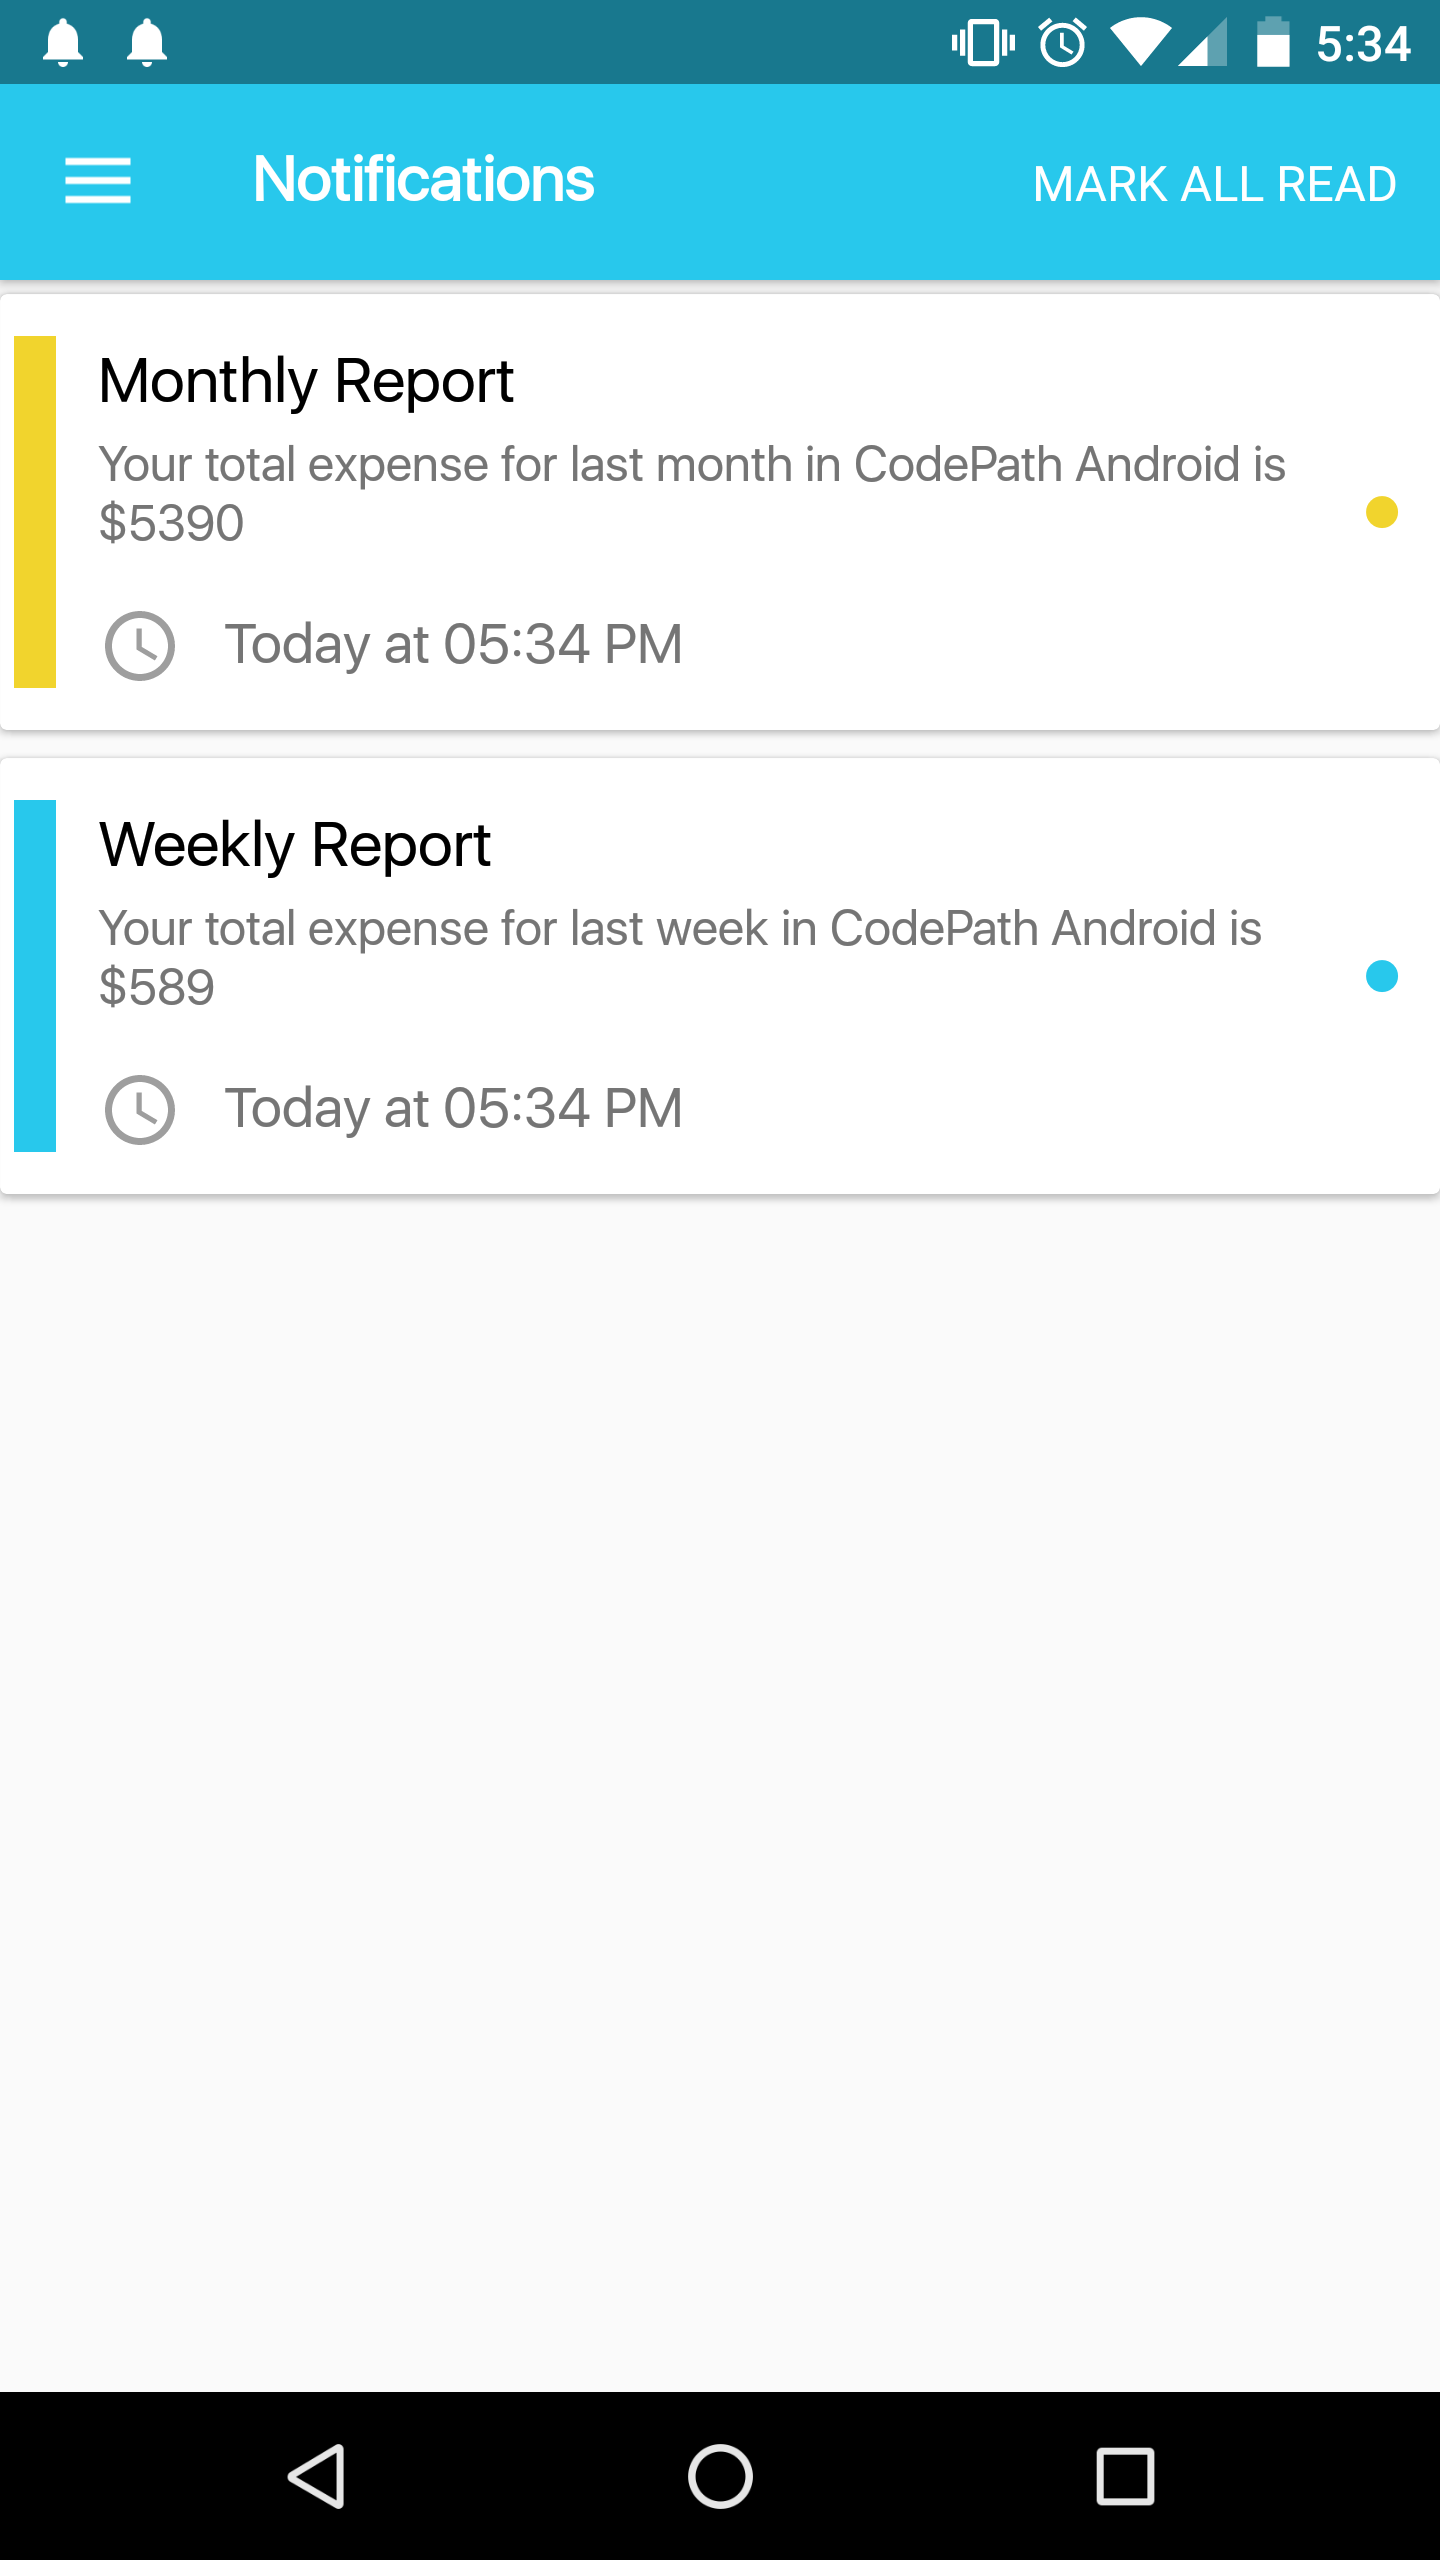 5:34
Notifications MARK ALL READ
Monthly Report
Your total expense for last month in CodePath Android is
$5390
Today at 05:34 PM
Weekly Report
Your total expense for last week in CodePath Android is
$589
Today at 05:34 PM